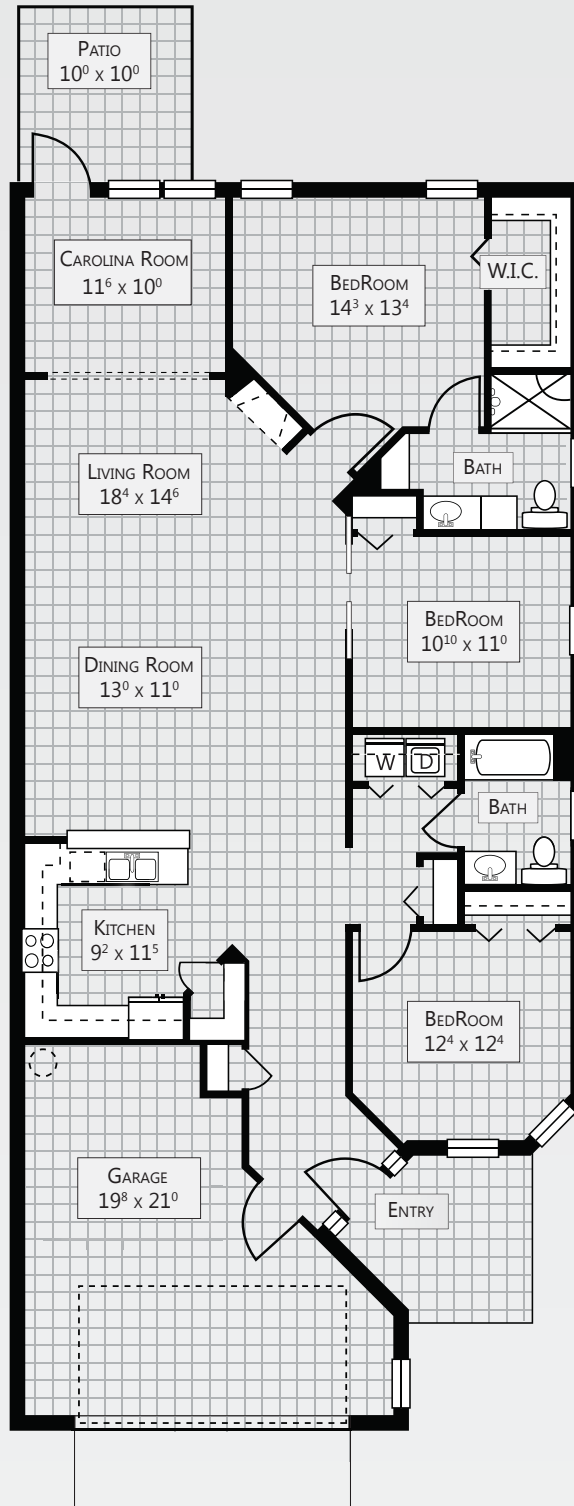 Patio
10⁰ x 10⁰
Carolina Room
11⁶ x 10⁰
BedRoom
14³ x 13⁴
W.I.C.
Living Room
18⁴ x 14⁶
Bath
BedRoom
10¹⁰ x 11⁰
Dining Room
13⁰ x 11⁰
W D
Bath
Kitchen
9² x 11⁵
BedRoom
12⁴ x 12⁴
Garage
19⁸ x 21⁰
Entry